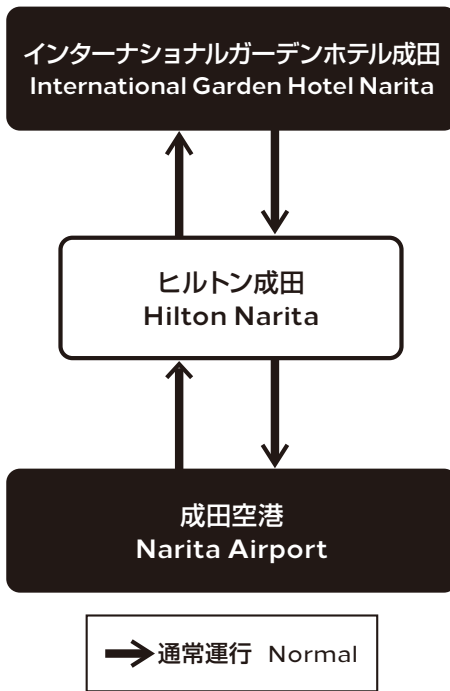 インターナショナルガーデンホテル成田
International Garden Hotel Narita
ヒルトン成田
Hilton Narita
成田空港
Narita Airport
通常運行 Normal